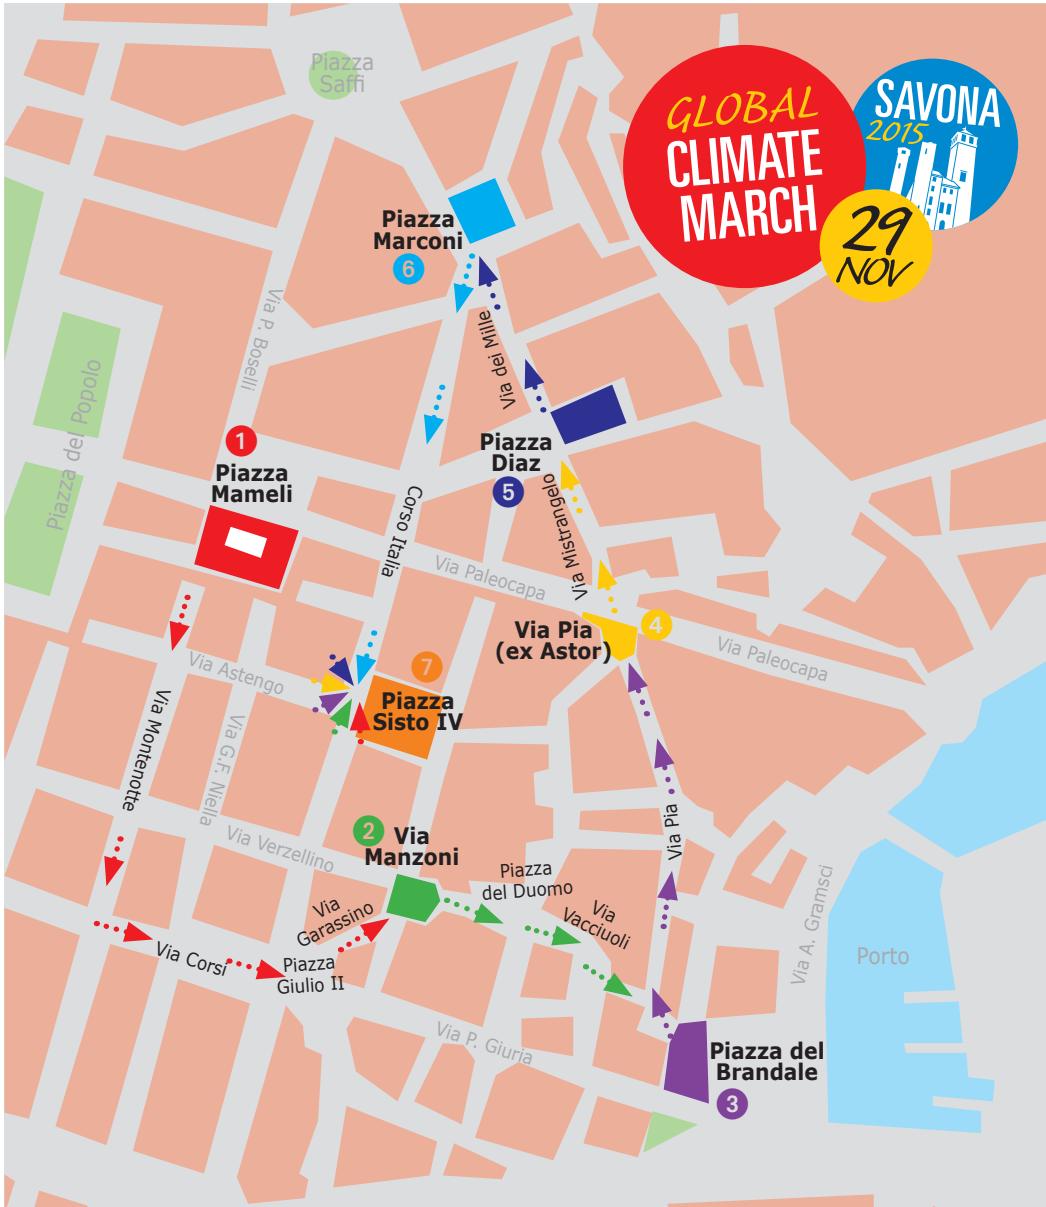 Piazza
Saffi
GLOBAL
CLIMATE
MARCH
SAVONA
2015
29
NOV
Piazza
Marconi
6
Via P. Boselli
Via dei Mille
Piazza del Popolo
1
Piazza
Mameli
Piazza
Diaz
5
Corso Italia
Via Mistrangelo
Via Paleocapa
Via Pia
(ex Astor)
4
Via Paleocapa
Via Astengo
7
Piazza
Sisto IV
Via Montenotte
Via G.F. Niella
2
Via
Manzoni
Via Verzellino
Via Pia
Piazza
del Duomo
Via
Garassino
Via
Vacciuoli
Via A. Gramsci
Porto
Via Corsi
Piazza
Giulio II
Via P. Giuria
Piazza del
Brandale
3